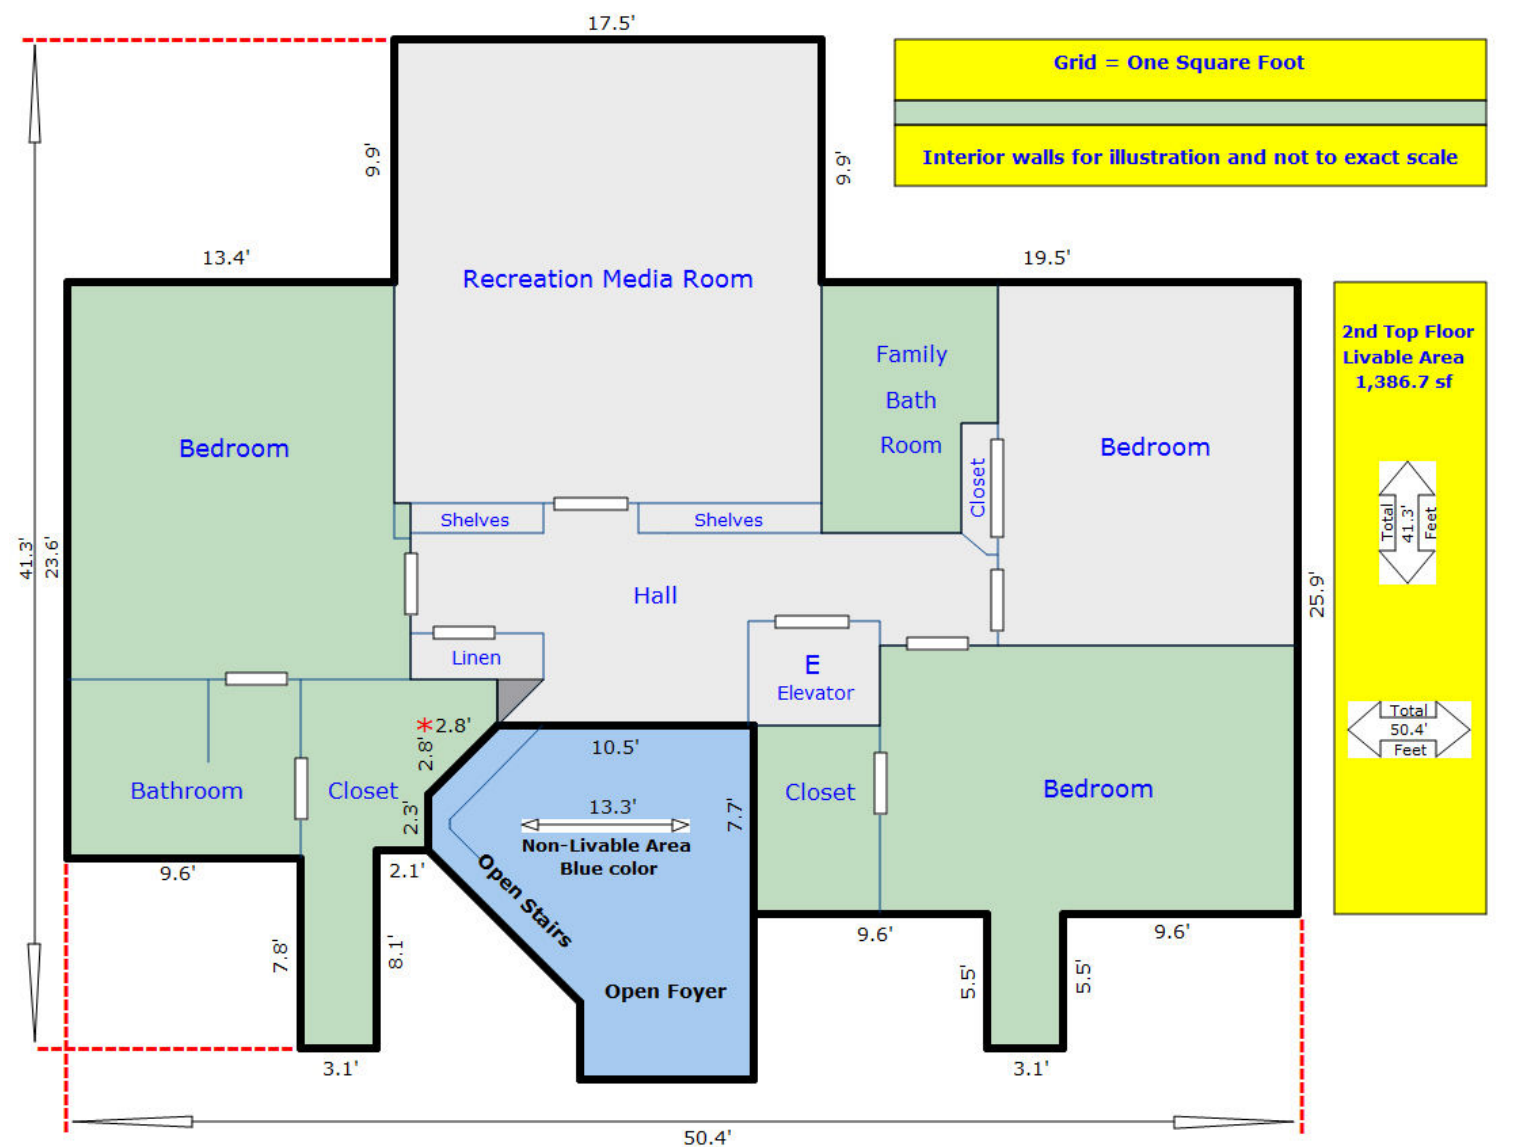 17.5'
Grid = One Square Foot
Interior walls for illustration and not to exact scale
9.9'
9.9'
13.4'
19.5'
Recreation Media Room
2nd Top Floor
Livable Area
1,386.7 sf
Family
Bath
Room
Bedroom
Bedroom
Closet
Shelves
Shelves
Total
41.3'
Feet
41.3'
23.6'
Hall
25.9'
Linen
E
Elevator
Total
50.4'
Feet
*2.8'
2.8'
10.5'
Bathroom
Closet
2.3'
13.3'
7.7'
Closet
Bedroom
Non-Livable Area
Blue color
9.6'
2.1'
Open Stairs
9.6'
9.6'
7.8'
8.1'
Open Foyer
5.5'
5.5'
3.1'
3.1'
50.4'